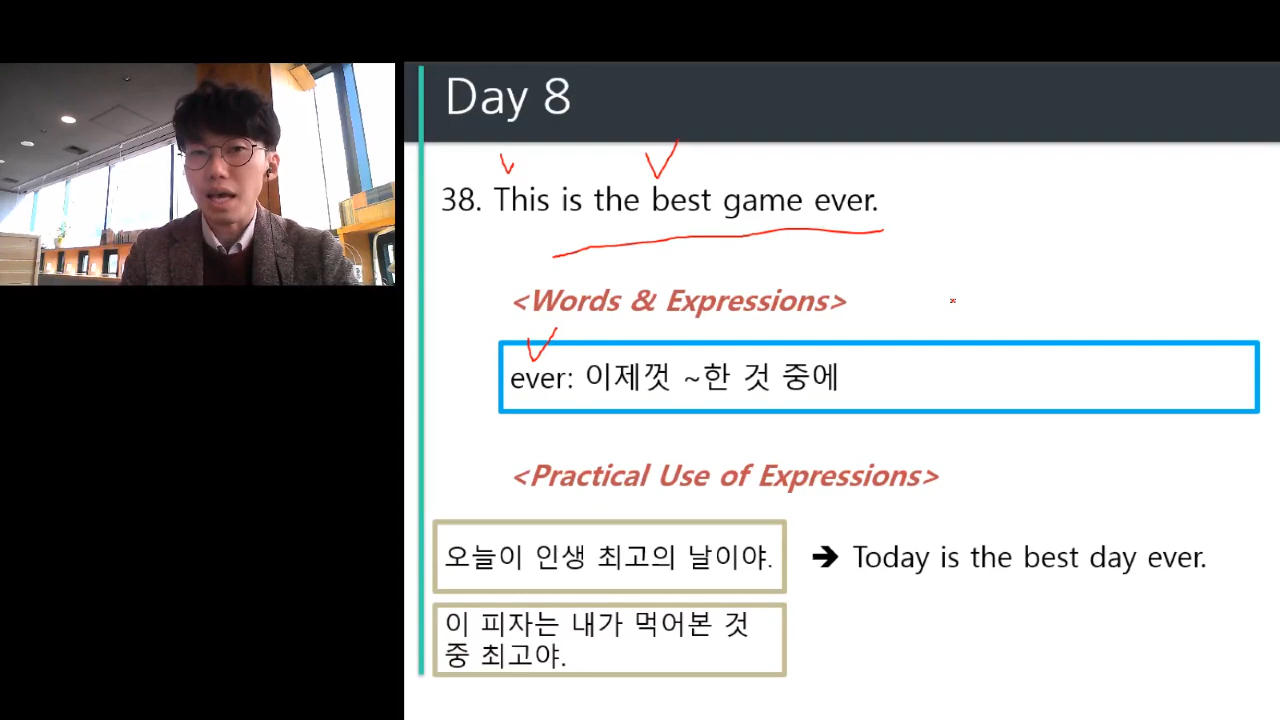 Day 8
38. This is the best game ever.
<Words & Expressions>
ever: 이제껏 ~한 것 중에
<Practical Use of Expressions>
오늘이 인생 최고의 날이야.
➔ Today is the best day ever.
이 피자는 내가 먹어본 것
중 최고야.